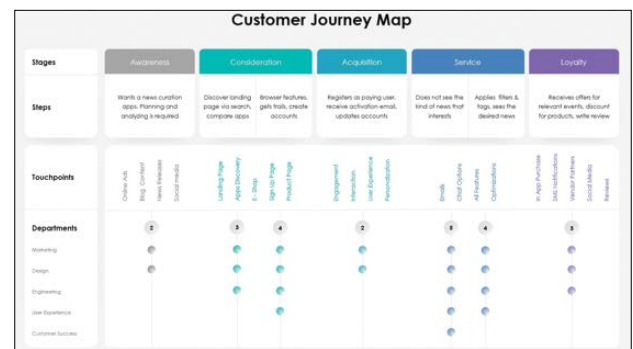 Customer Journey Map
Stages
Awareness
Consideration
Acquisition
Service
Loyalty
Steps
Wants a news curation
apps. Planning and
analyzing is required
Discover landing
page via search,
compare apps
Browser features,
gets trails, create
accounts
Registers as paying user,
receive activation email,
updates accounts
Does not see the
kind of news that
interests
Applies filters &
tags, sees the
desired news
Receives offers for
relevant events, discount
for products, write review
Touchpoints
Online Ads
Blog Content
News Releases
Social media
Landing Page
Apps Discovery
E - Shop
Sign Up Page
Product Page
Engagement
Interaction
User Experience
Personalization
Emails
Chat Options
All Features
Optimizations
In App Purchase
SMS Notifications
Vendor Partners
Social Media
Reviews
Departments
2
3
4
2
5
4
3
Marketing
Design
Engineering
User Experience
Customer Success